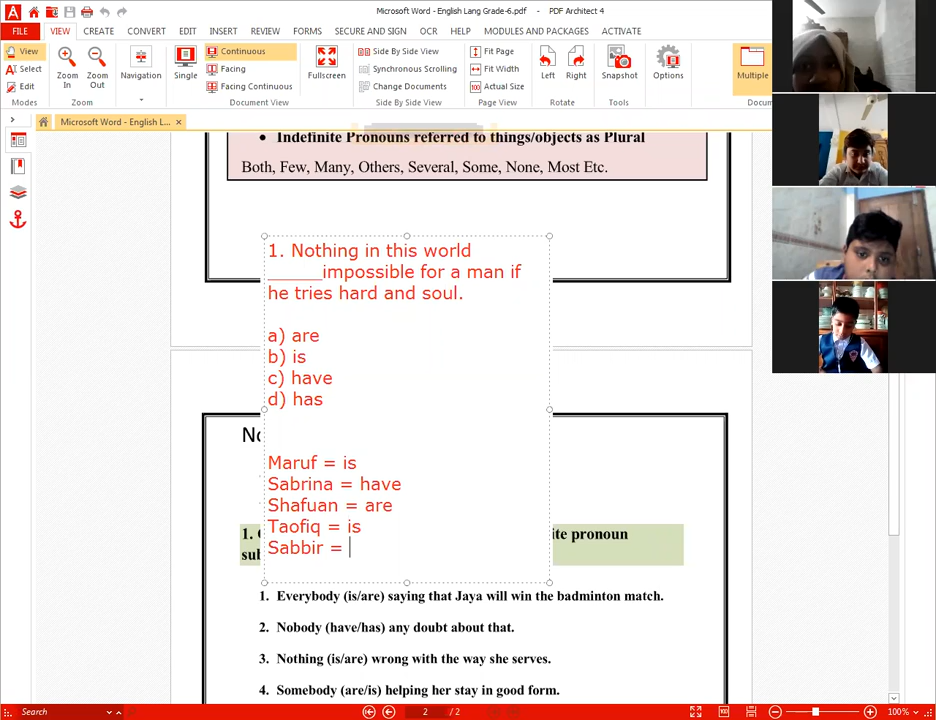 Microsoft Word - English Lang Grade-6.pdf - PDF Architect 4
FILE VIEW CREATE CONVERT EDIT INSERT REVIEW FORMS SECURE AND SIGN OCR HELP MODULES AND PACKAGES ACTIVATE
View
Select
Edit
Modes
Zoom In
Zoom Out
Zoom
Navigation
Single
Continuous
Facing
Facing Continuous
Document View
Fullscreen
Side By Side View
Synchronous Scrolling
Change Documents
Side By Side View
Fit Page
Fit Width
Actual Size
Page View
Left
Right
Rotate
Snapshot
Tools
Options
Multiple
Docu
Microsoft Word - English L... ×
• Indefinite Pronouns referred to things/objects as Plural
Both, Few, Many, Others, Several, Some, None, Most Etc.
1. Nothing in this world
______impossible for a man if
he tries hard and soul.
a) are
b) is
c) have
d) has
No
Maruf = is
Sabrina = have
Shafuan = are
Taofiq = is
Sabbir =
1. ite pronoun
sub
1. Everybody (is/are) saying that Jaya will win the badminton match.
2. Nobody (have/has) any doubt about that.
3. Nothing (is/are) wrong with the way she serves.
4. Somebody (are/is) helping her stay in good form.
Search
2 / 2
100%